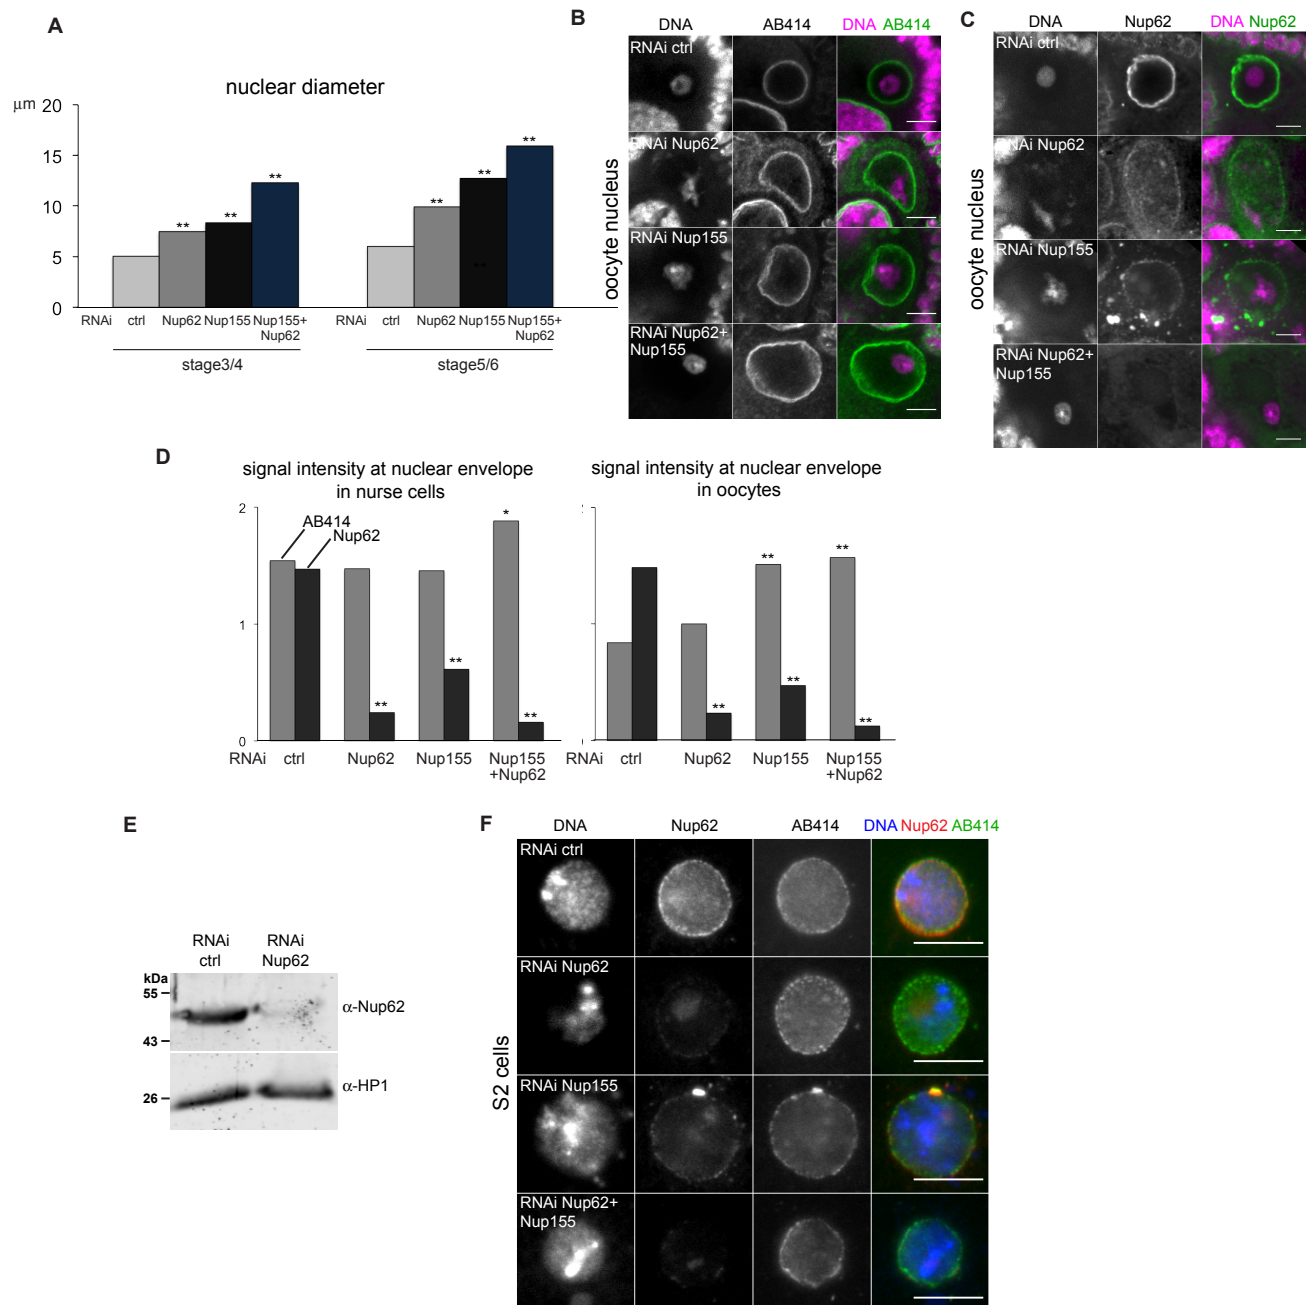 A
nuclear diameter
μm 20
15
10
5
0
** ** ** ** ** **
**
RNAi ctrl Nup62 Nup155 Nup155+
Nup62
stage3/4
RNAi ctrl Nup62 Nup155 Nup155+
Nup62
stage5/6
B
DNA AB414 DNA AB414
oocyte nucleus
RNAi ctrl
RNAi Nup62
RNAi Nup155
RNAi Nup62+
Nup155
C
DNA Nup62 DNA Nup62
oocyte nucleus
RNAi ctrl
RNAi Nup62
RNAi Nup155
RNAi Nup62+
Nup155
D
signal intensity at nuclear envelope
in nurse cells
2
1
0
AB414
Nup62
** ** * **
RNAi ctrl Nup62 Nup155 Nup155
+Nup62
signal intensity at nuclear envelope
in oocytes
** ** ** ** **
RNAi ctrl Nup62 Nup155 Nup155
+Nup62
E
RNAi
ctrl
RNAi
Nup62
kDa
55
43
26
α-Nup62
α-HP1
F
DNA Nup62 AB414 DNA Nup62 AB414
S2 cells
RNAi ctrl
RNAi Nup62
RNAi Nup155
RNAi Nup62+
Nup155